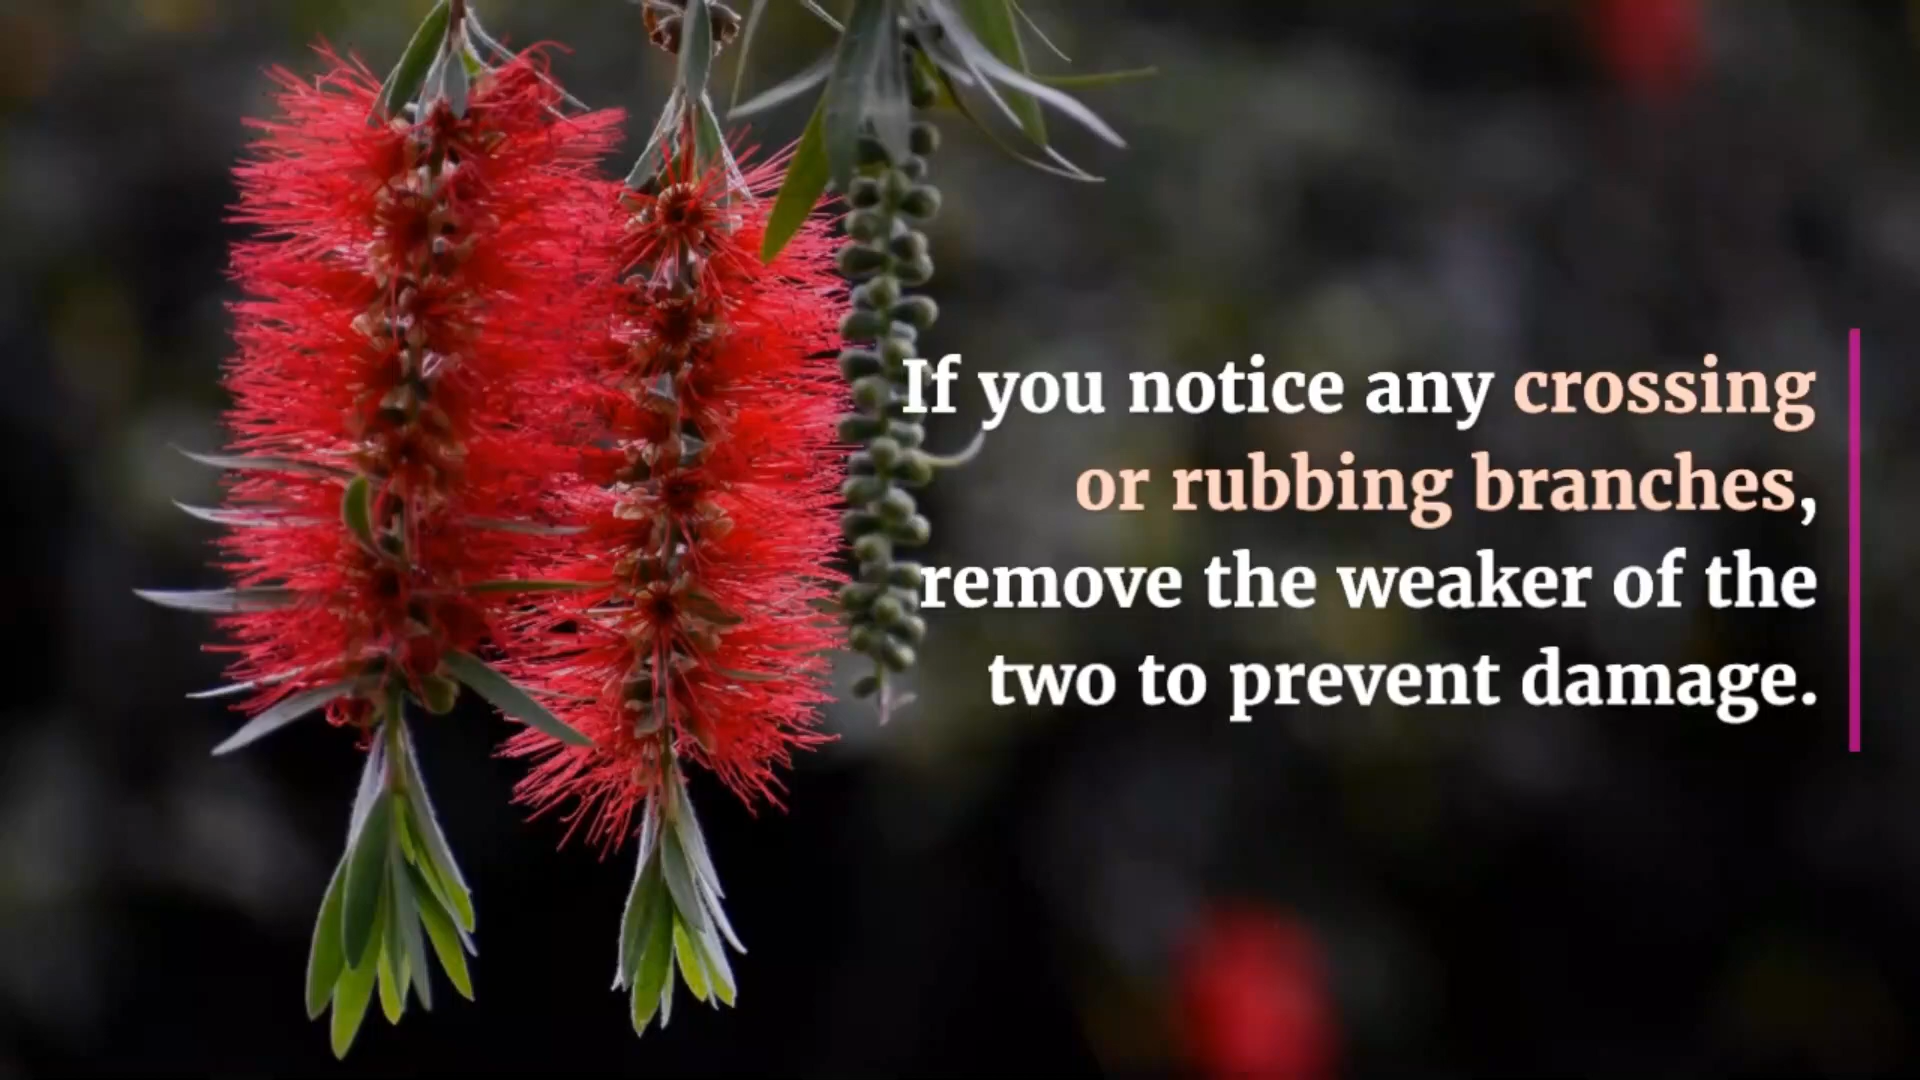 If you notice any crossing
or rubbing branches,
remove the weaker of the
two to prevent damage.